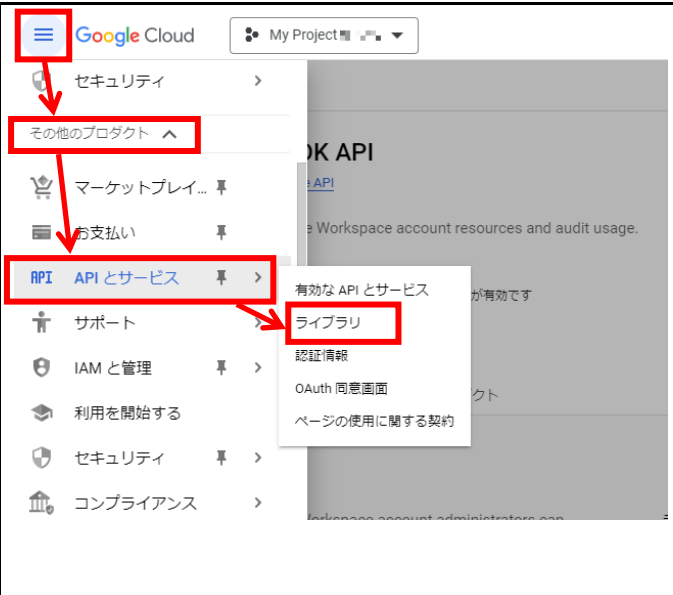 Google Cloud
My Project
セキュリティ
その他のプロダクト
マーケットプレイ...
お支払い
API API とサービス
サポート
IAM と管理
利用を開始する
セキュリティ
コンプライアンス
有効な API とサービス
ライブラリ
認証情報
OAuth 同意画面
ページの使用に関する契約
API
API
Workspace account resources and audit usage.
が有効です
クト
Workspace account administrators can